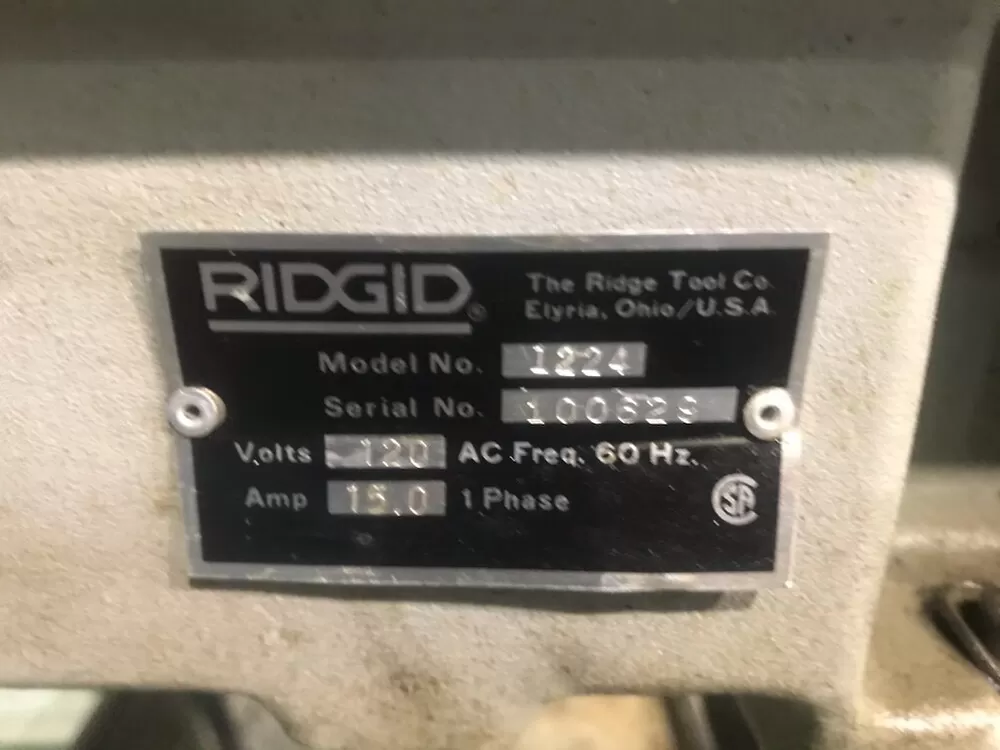 RIDGID®
The Ridge Tool Co.
Elyria, Ohio/U.S.A.
Model No. 1224
Serial No.
Volts 120 AC Freq. 60 Hz.
Amp 15.0 1 Phase
CSA